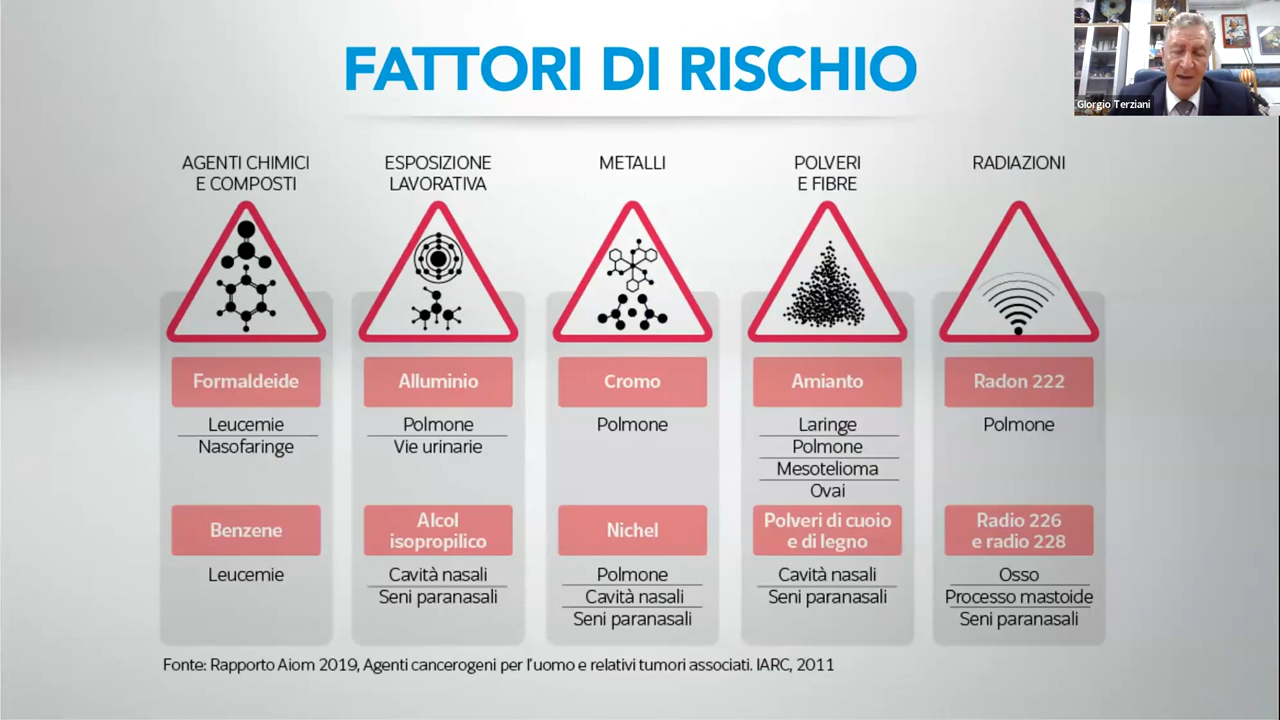 FATTORI DI RISCHIO
Glorgio Terziani
AGENTI CHIMICI
E COMPOSTI
Formaldeide
Leucemie
Nasofaringe
Benzene
Leucemie
ESPOSIZIONE
LAVORATIVA
Alluminio
Polmone
Vie urinarie
Alcol
isopropilico
Cavità nasali
Seni paranasali
METALLI
Cromo
Polmone
Nichel
Polmone
Cavità nasali
Seni paranasali
POLVERI
E FIBRE
Amianto
Laringe
Polmone
Mesotelioma
Ovai
Polveri di cuoio
e di legno
Cavità nasali
Seni paranasali
RADIAZIONI
Radon 222
Polmone
Radio 226
e radio 228
Osso
Processo mastoide
Seni paranasali
Fonte: Rapporto Aiom 2019, Agenti cancerogeni per l'uomo e relativi tumori associati. IARC, 2011